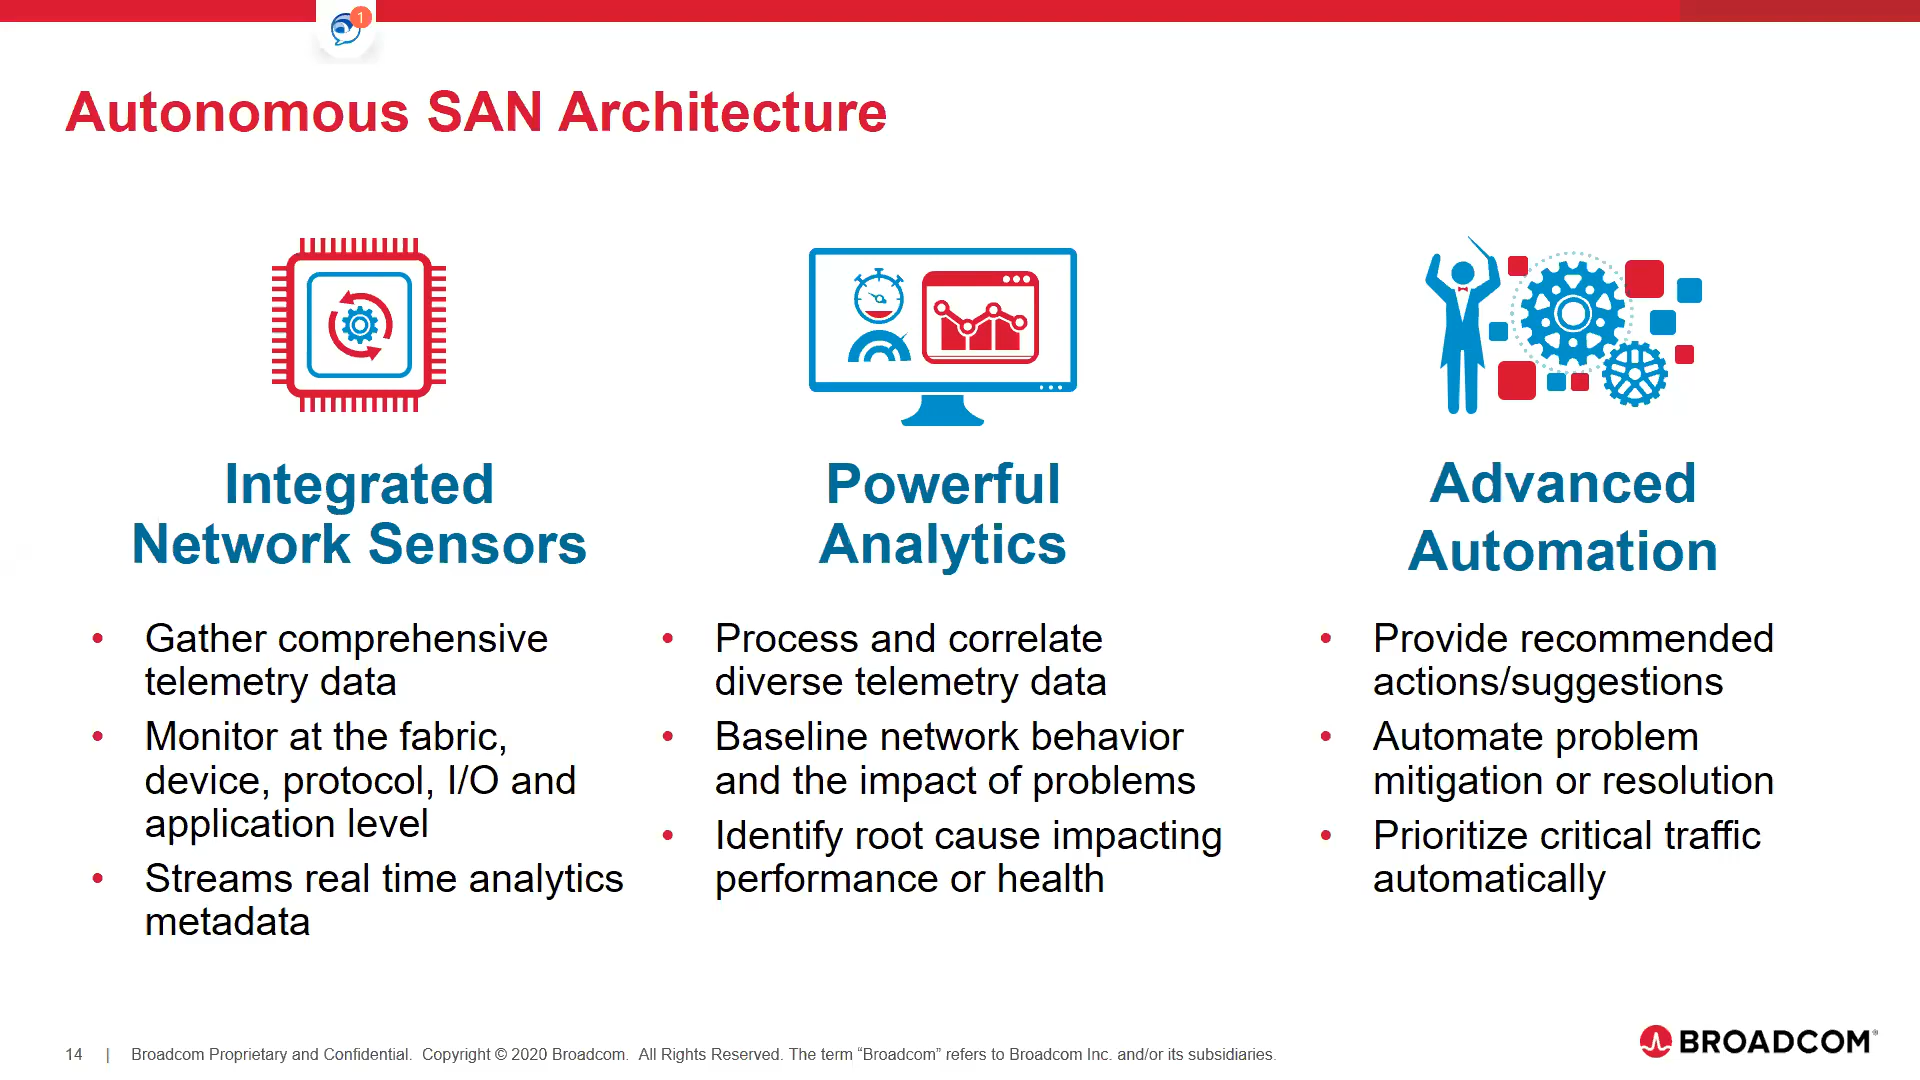 1
Autonomous SAN Architecture
Integrated
Network Sensors
• Gather comprehensive
telemetry data
• Monitor at the fabric,
device, protocol, I/O and
application level
• Streams real time analytics
metadata
Powerful
Analytics
• Process and correlate
diverse telemetry data
• Baseline network behavior
and the impact of problems
• Identify root cause impacting
performance or health
Advanced
Automation
• Provide recommended
actions/suggestions
• Automate problem
mitigation or resolution
• Prioritize critical traffic
automatically
14 | Broadcom Proprietary and Confidential. Copyright © 2020 Broadcom. All Rights Reserved. The term “Broadcom” refers to Broadcom Inc. and/or its subsidiaries.
BROADCOM®